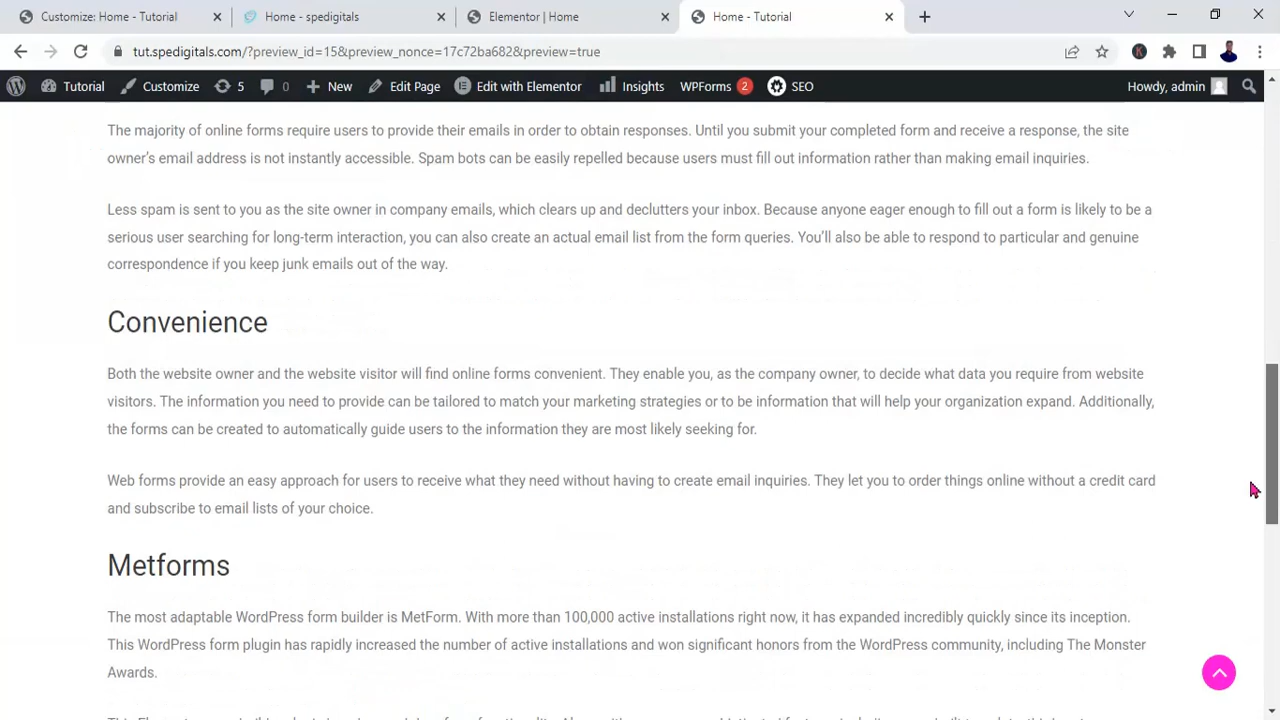 Customize: Home - Tutorial
Home - spedigitals
Elementor | Home
Home - Tutorial
tut.spedigitals.com/?preview_id=15&preview_nonce=17c72ba682&preview=true
K
Tutorial Customize 5 0 New Edit Page Edit with Elementor Insights WPForms 2 SEO Howdy, admin
The majority of online forms require users to provide their emails in order to obtain responses. Until you submit your completed form and receive a response, the site
owner’s email address is not instantly accessible. Spam bots can be easily repelled because users must fill out information rather than making email inquiries.
Less spam is sent to you as the site owner in company emails, which clears up and declutters your inbox. Because anyone eager enough to fill out a form is likely to be a
serious user searching for long-term interaction, you can also create an actual email list from the form queries. You’ll also be able to respond to particular and genuine
correspondence if you keep junk emails out of the way.
Convenience
Both the website owner and the website visitor will find online forms convenient. They enable you, as the company owner, to decide what data you require from website
visitors. The information you need to provide can be tailored to match your marketing strategies or to be information that will help your organization expand. Additionally,
the forms can be created to automatically guide users to the information they are most likely seeking for.
Web forms provide an easy approach for users to receive what they need without having to create email inquiries. They let you to order things online without a credit card
and subscribe to email lists of your choice.
Metforms
The most adaptable WordPress form builder is MetForm. With more than 100,000 active installations right now, it has expanded incredibly quickly since its inception.
This WordPress form plugin has rapidly increased the number of active installations and won significant honors from the WordPress community, including The Monster
Awards.